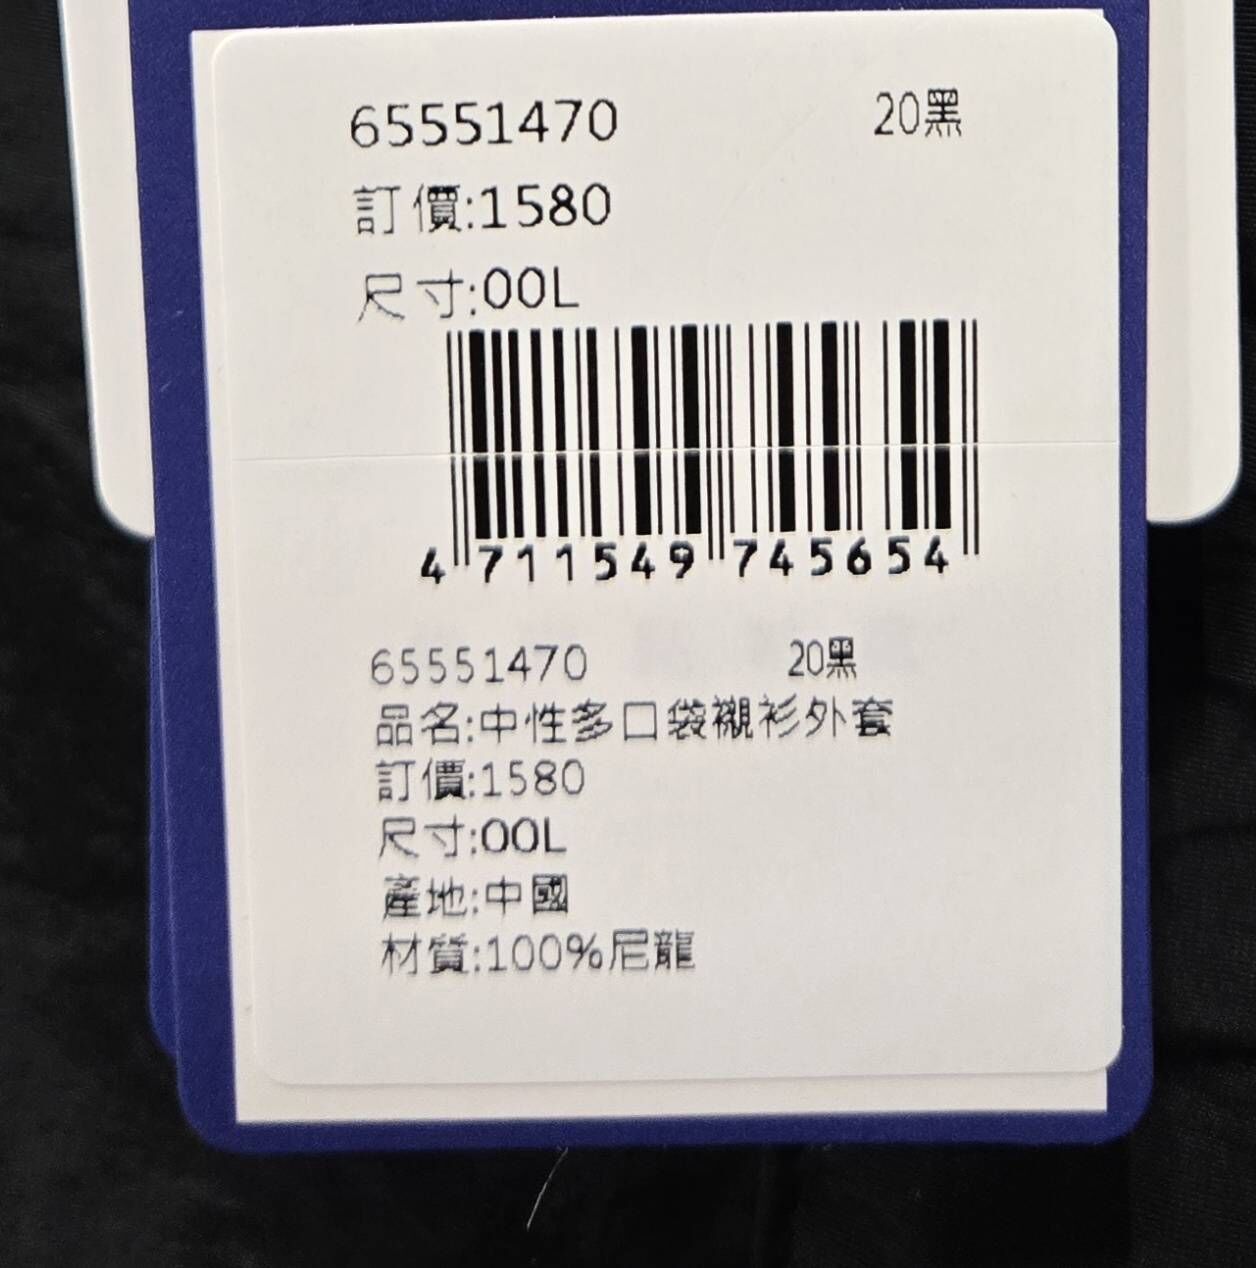 65551470 20黑
訂價:1580
尺寸:00L
4 711549 745654
65551470 20黑
品名:中性多口袋襯衫外套
訂價:1580
尺寸:00L
產地:中國
材質:100%尼龍